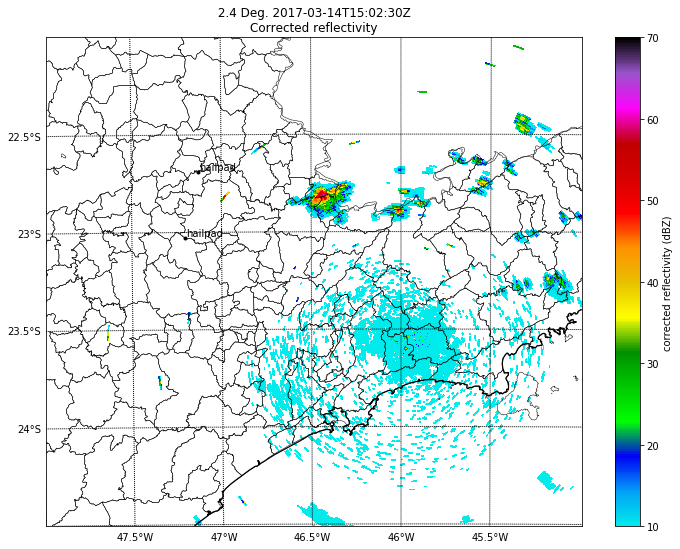 2.4 Deg. 2017-03-14T15:02:30Z
Corrected reflectivity
70
60
50
40
30
20
10
corrected reflectivity (dBZ)
22.5°S
23°S
23.5°S
24°S
hailpad
hailpad
47.5°W
47°W
46.5°W
46°W
45.5°W